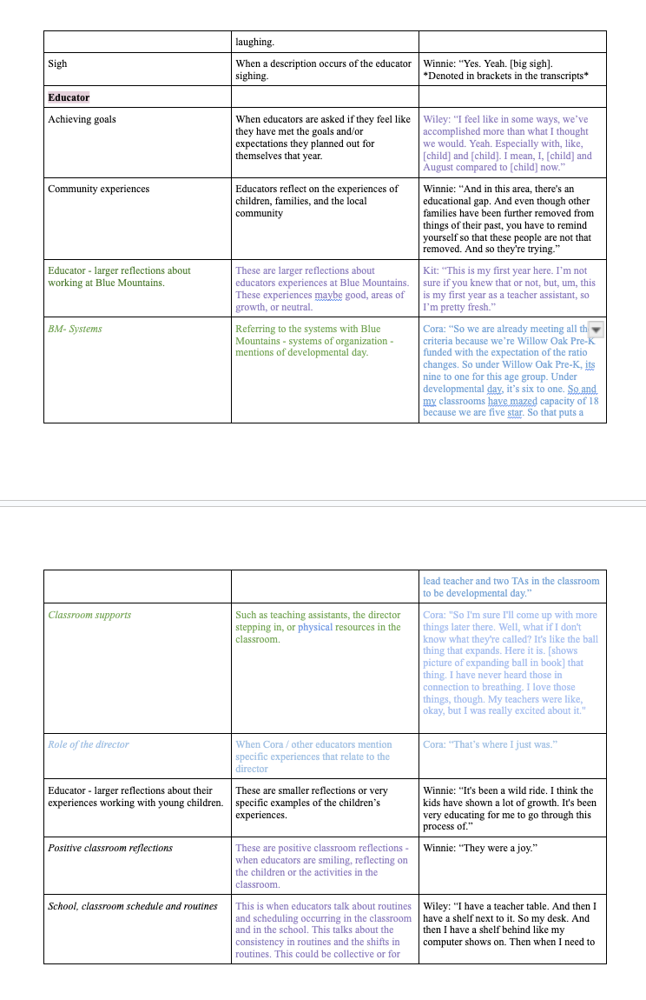 laughing.
Sigh
When a description occurs of the educator
sighing.
Winnie: “Yes. Yeah. [big sigh].
*Denoted in brackets in the transcripts*
Educator
Achieving goals
When educators are asked if they feel like
they have met the goals and/or
expectations they planned out for
themselves that year.
Wiley: “I feel like in some ways, we’ve
accomplished more than what I thought
we would. Yeah. Especially with, like,
[child] and [child]. I mean, I, [child] and
August compared to [child] now.”
Community experiences
Educators reflect on the experiences of
children, families, and the local
community
Winnie: “And in this area, there's an
educational gap. And even though other
families have been further removed from
things of their past, you have to remind
yourself so that these people are not that
removed. And so they're trying.”
Educator - larger reflections about
working at Blue Mountains.
These are larger reflections about
educators experiences at Blue Mountains.
These experiences maybe good, areas of
growth, or neutral.
Kit: “This is my first year here. I’m not
sure if you knew that or not, but, um, this
is my first year as a teacher assistant, so
I’m pretty fresh.”
BM- Systems
Referring to the systems with Blue
Mountains - systems of organization -
mentions of developmental day.
Cora: “So we are already meeting all
criteria because we’re Willow Oak Pre-K
funded with the expectation of the ratio
changes. So under Willow Oak Pre-K, its
nine to one for this age group. Under
developmental day, it’s six to one. So and
my classrooms have mazed capacity of 18
because we are five star. So that puts a
lead teacher and two TAs in the classroom
to be developmental day.”
Classroom supports
Such as teaching assistants, the director
stepping in, or physical resources in the
classroom.
Cora: "So I'm sure I'll come up with more
things later there. Well, what if I don't
know what they're called? It's like the ball
thing that expands. Here it is. [shows
picture of expanding ball in book] that
thing. I have never heard those in
connection to breathing. I love those
things, though. My teachers were like,
okay, but I was really excited about it."
Role of the director
When Cora / other educators mention
specific experiences that relate to the
director
Cora: “That’s where I just was.”
Educator - larger reflections about their
experiences working with young children.
These are smaller reflections or very
specific examples of the children’s
experiences.
Winnie: “It's been a wild ride. I think the
kids have shown a lot of growth. It's been
very educating for me to go through this
process of.”
Positive classroom reflections
These are positive classroom reflections -
when educators are smiling, reflecting on
the children or the activities in the
classroom.
Winnie: “They were a joy.”
School, classroom schedule and routines
This is when educators talk about routines
and scheduling occurring in the classroom
and in the school. This talks about the
consistency in routines and the shifts in
routines. This could be collective or for
Wiley: “I have a teacher table. And then I
have a shelf next to it. So my desk. And
then I have a shelf behind like my
computer shows on. Then when I need to